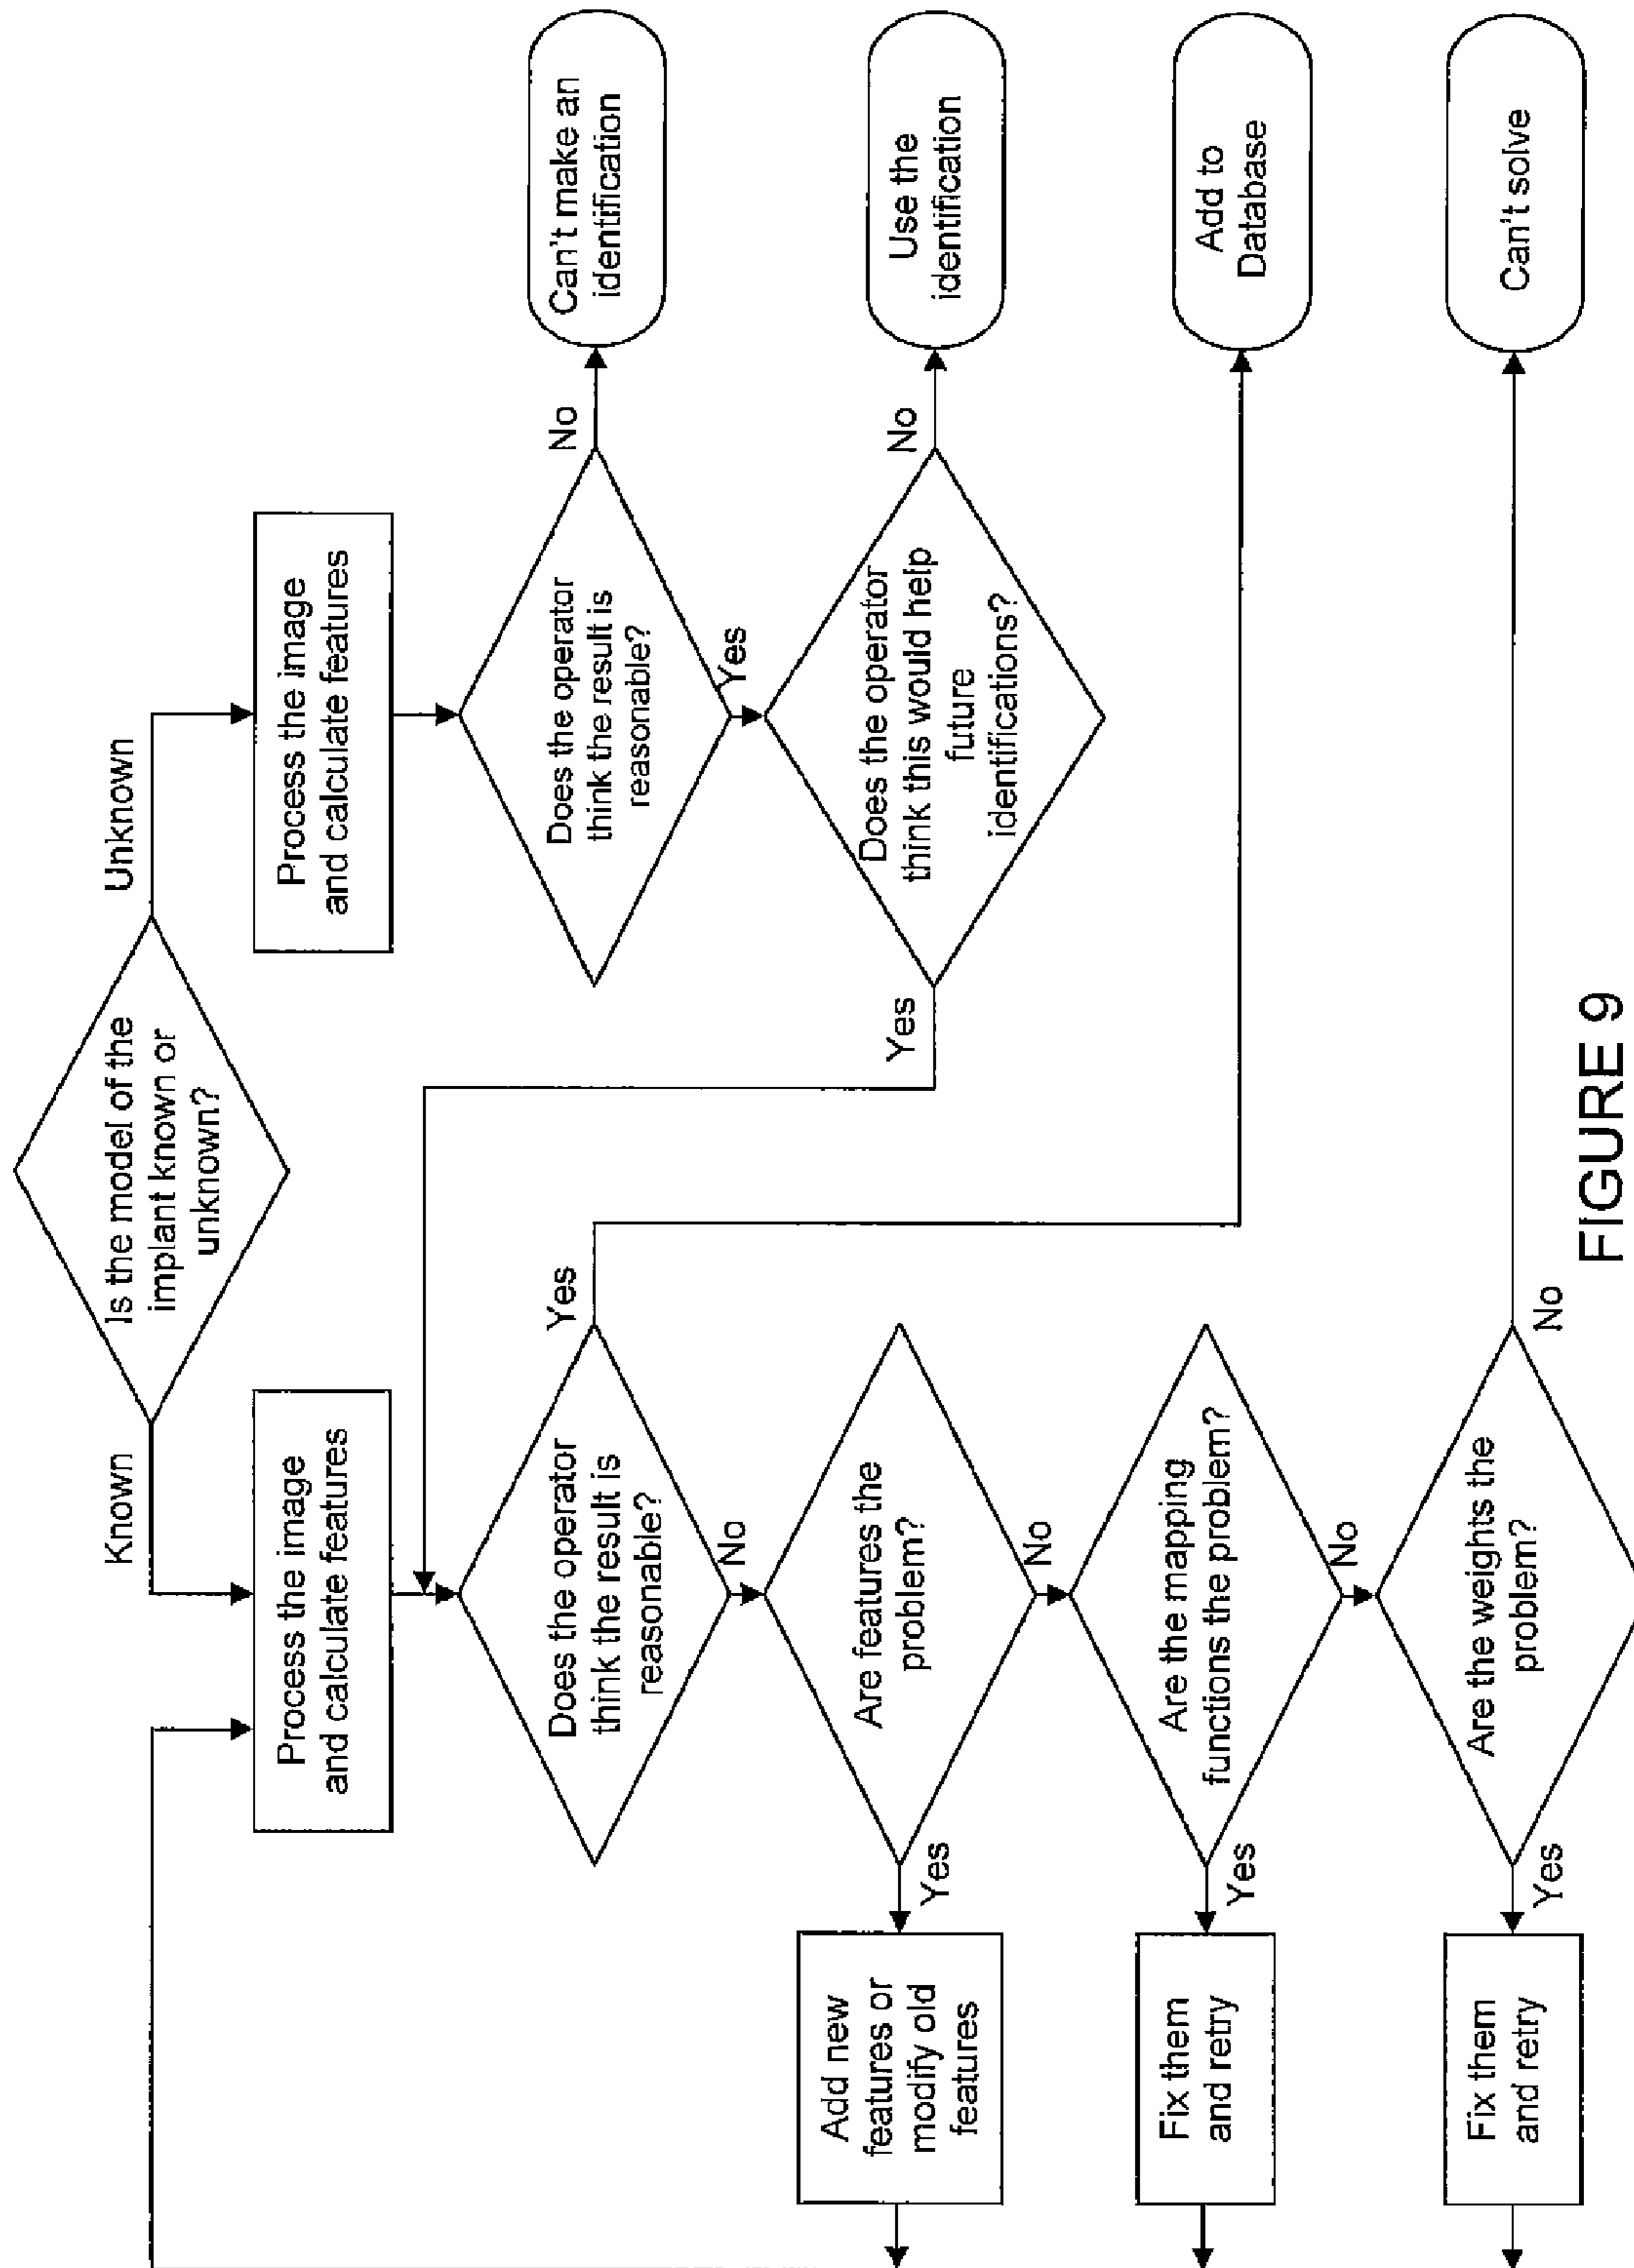 Is the model of the
implant known or
unknown?
Known
Unknown
Process the image
and calculate features
Process the image
and calculate features
Does the operator
think the result is
reasonable?
Yes
No
Does the operator
think the result is
reasonable?
No
Yes
Can't make an
identification
Are features the
problem?
Yes
No
Add new
features or
modify old
features
Does the operator
think this would help
future
identifications?
Yes
No
Use the
identification
Are the mapping
functions the problem?
Yes
No
Fix them
and retry
Add to
Database
Are the weights the
problem?
Yes
No
Fix them
and retry
Can't solve
FIGURE 9